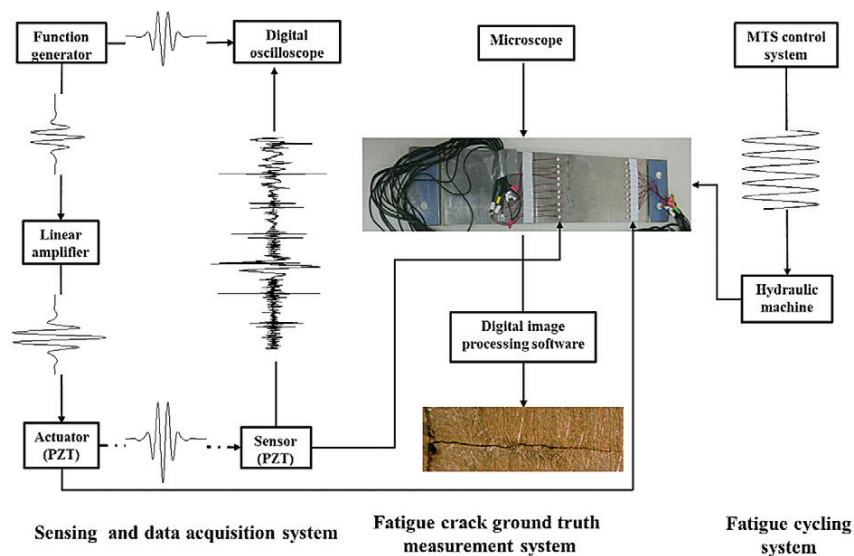 Function
generator
Digital
oscilloscope
Microscope
MTS control
system
Linear
amplifier
Hydraulic
machine
Digital image
processing software
Actuator
(PZT)
Sensor
(PZT)
Sensing and data acquisition system
Fatigue crack ground truth
measurement system
Fatigue cycling
system